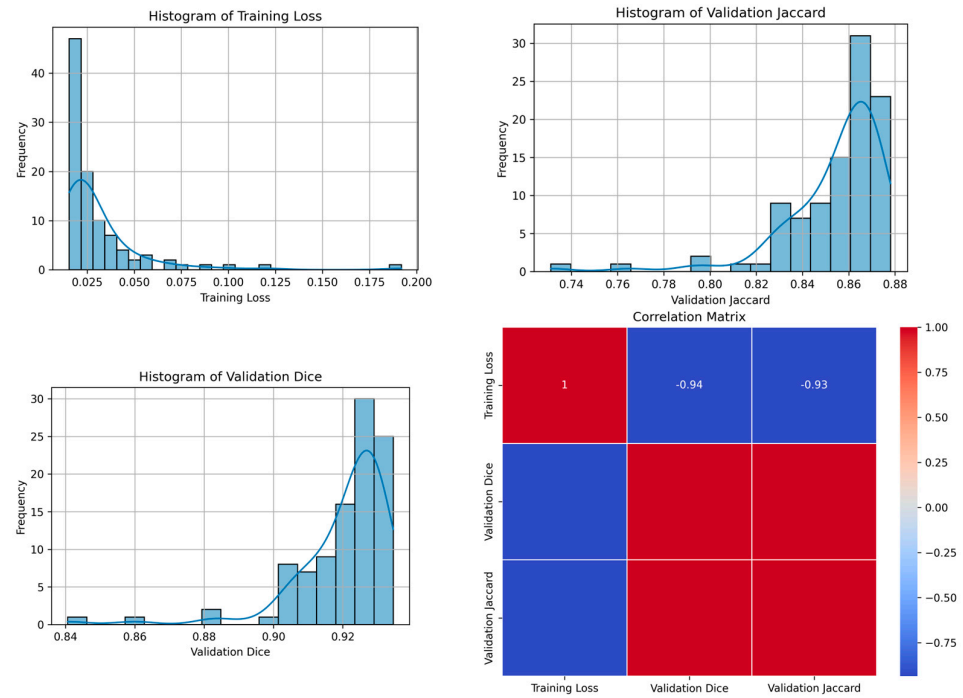 Histogram of Training Loss
Frequency
40
30
20
10
0
0.025 0.050 0.075 0.100 0.125 0.150 0.175 0.200
Training Loss
Histogram of Validation Jaccard
Frequency
30
25
20
15
10
5
0
0.74 0.76 0.78 0.80 0.82 0.84 0.86 0.88
Validation Jaccard
Histogram of Validation Dice
Frequency
30
25
20
15
10
5
0
0.84 0.86 0.88 0.90 0.92
Validation Dice
Correlation Matrix
Training Loss
Validation Dice
Validation Jaccard
1 -0.94 -0.93
Training Loss Validation Dice Validation Jaccard
1.00
0.75
0.50
0.25
0.00
−0.25
−0.50
−0.75